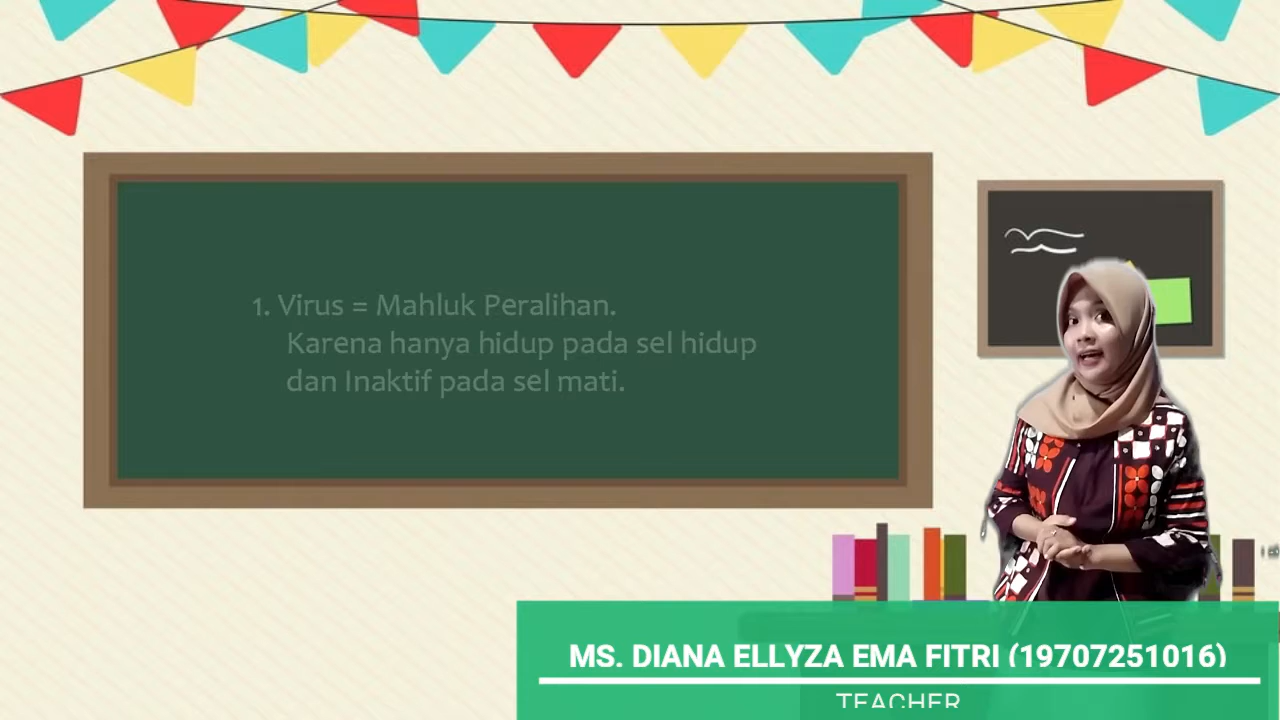 1. Virus = Mahluk Peralihan.
Karena hanya hidup pada sel hidup
dan Inaktif pada sel mati.
MS. DIANA ELLYZA EMA FITRI (19707251016)
TEACHER